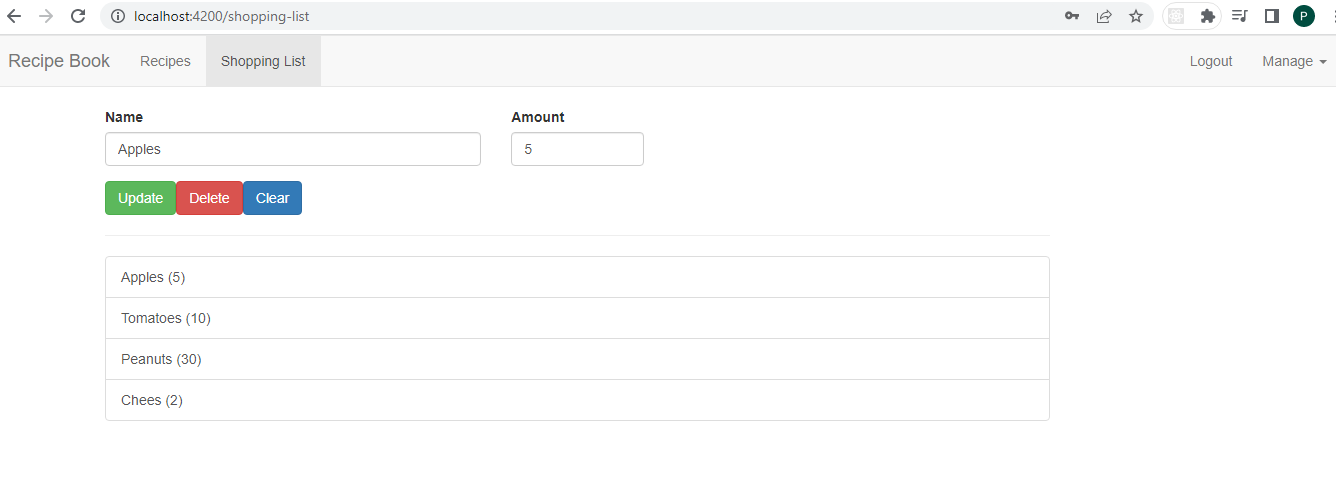 localhost:4200/shopping-list
P
Recipe Book Recipes Shopping List Logout Manage
Name Amount
Apples 5
Update Delete Clear
Apples (5)
Tomatoes (10)
Peanuts (30)
Chees (2)